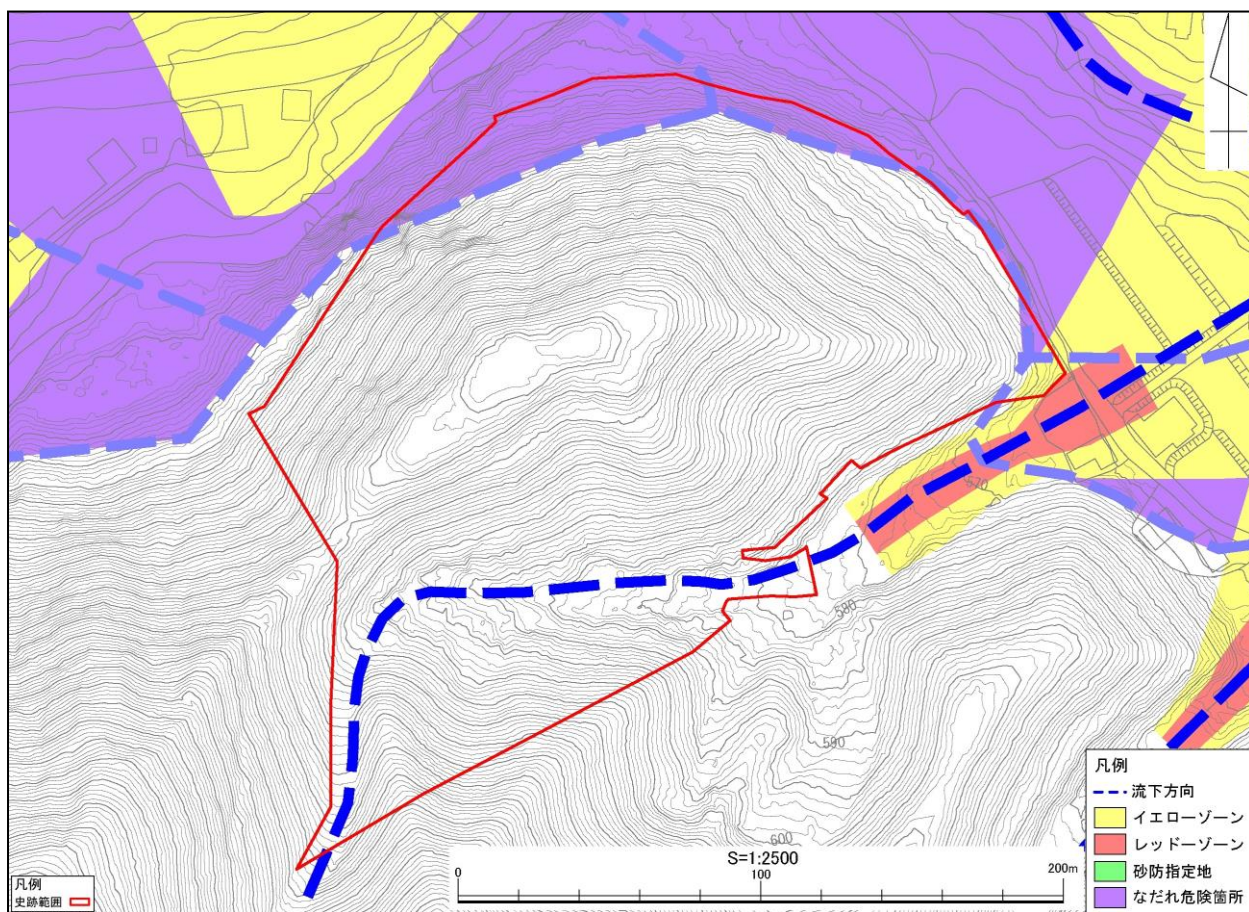 570
580
590
600
S=1:2500
0
100
200m
凡例
史跡範囲
凡例
流下方向
イエローゾーン
レッドゾーン
砂防指定地
なだれ危険箇所